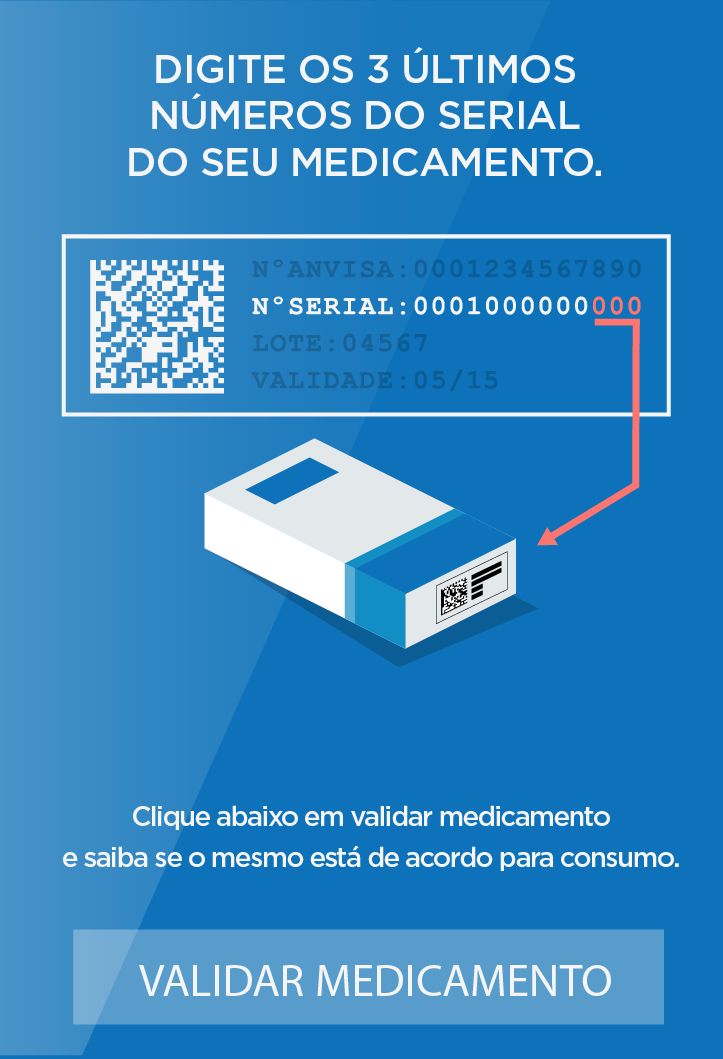 DIGITE OS 3 ÚLTIMOS
NÚMEROS DO SERIAL
DO SEU MEDICAMENTO.
N°ANVISA:0001234567890
N°SERIAL:0001000000000
LOTE:04567
VALIDADE:05/15
Clique abaixo em validar medicamento
e saiba se o mesmo está de acordo para consumo.
VALIDAR MEDICAMENTO